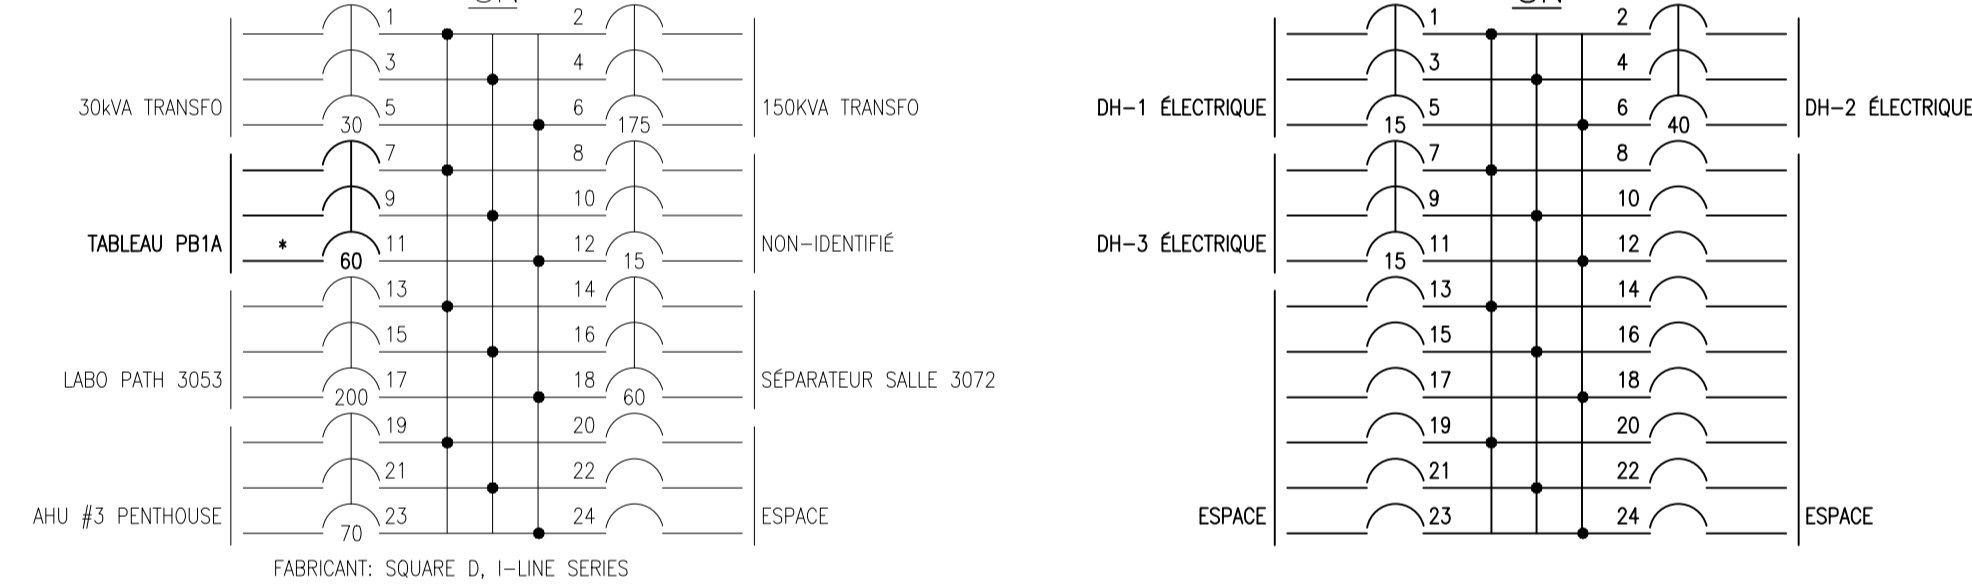 1 2
3 4
30kVA TRANSFO 5 6 150KVA TRANSFO
30 175
7 8
9 10
TABLEAU PB1A * 11 12 NON-IDENTIFIÉ
60 15
13 14
15 16
LABO PATH 3053 17 18 SÉPARATEUR SALLE 3072
200 60
19 20
21 22
AHU #3 PENTHOUSE 23 24 ESPACE
70
FABRICANT: SQUARE D, I-LINE SERIES
1 2
3 4
DH-1 ÉLECTRIQUE 5 6 DH-2 ÉLECTRIQUE
15 40
7 8
9 10
DH-3 ÉLECTRIQUE 11 12
15
13 14
15 16
17 18
19 20
21 22
ESPACE 23 24 ESPACE